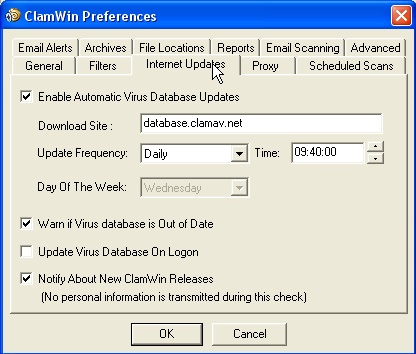 ClamWin Preferences
Email Alerts Archives File Locations Reports Email Scanning Advanced
General Filters Internet Updates Proxy Scheduled Scans
Enable Automatic Virus Database Updates
Download Site : database.clamav.net
Update Frequency: Daily Time: 09:40:00
Day Of The Week: Wednesday
Warn if Virus database is Out of Date
Update Virus Database On Logon
Notify About New ClamWin Releases
(No personal information is transmitted during this check)
OK Cancel